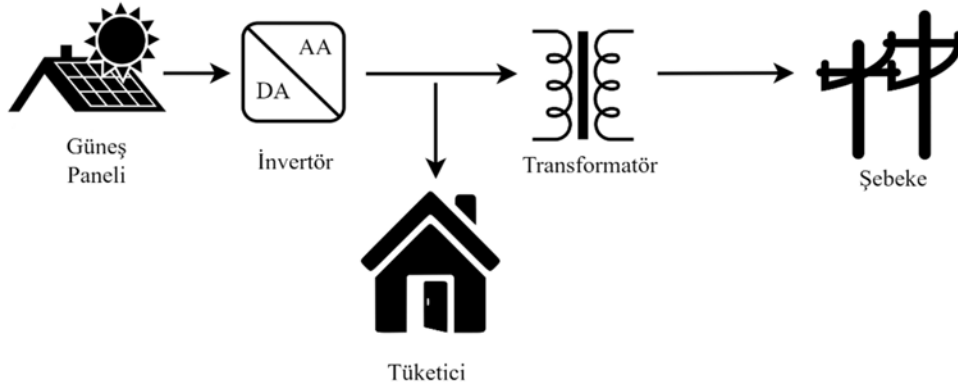 Güneş
Paneli
DA
AA
İnvertör
Transformatör
Şebeke
Tüketici